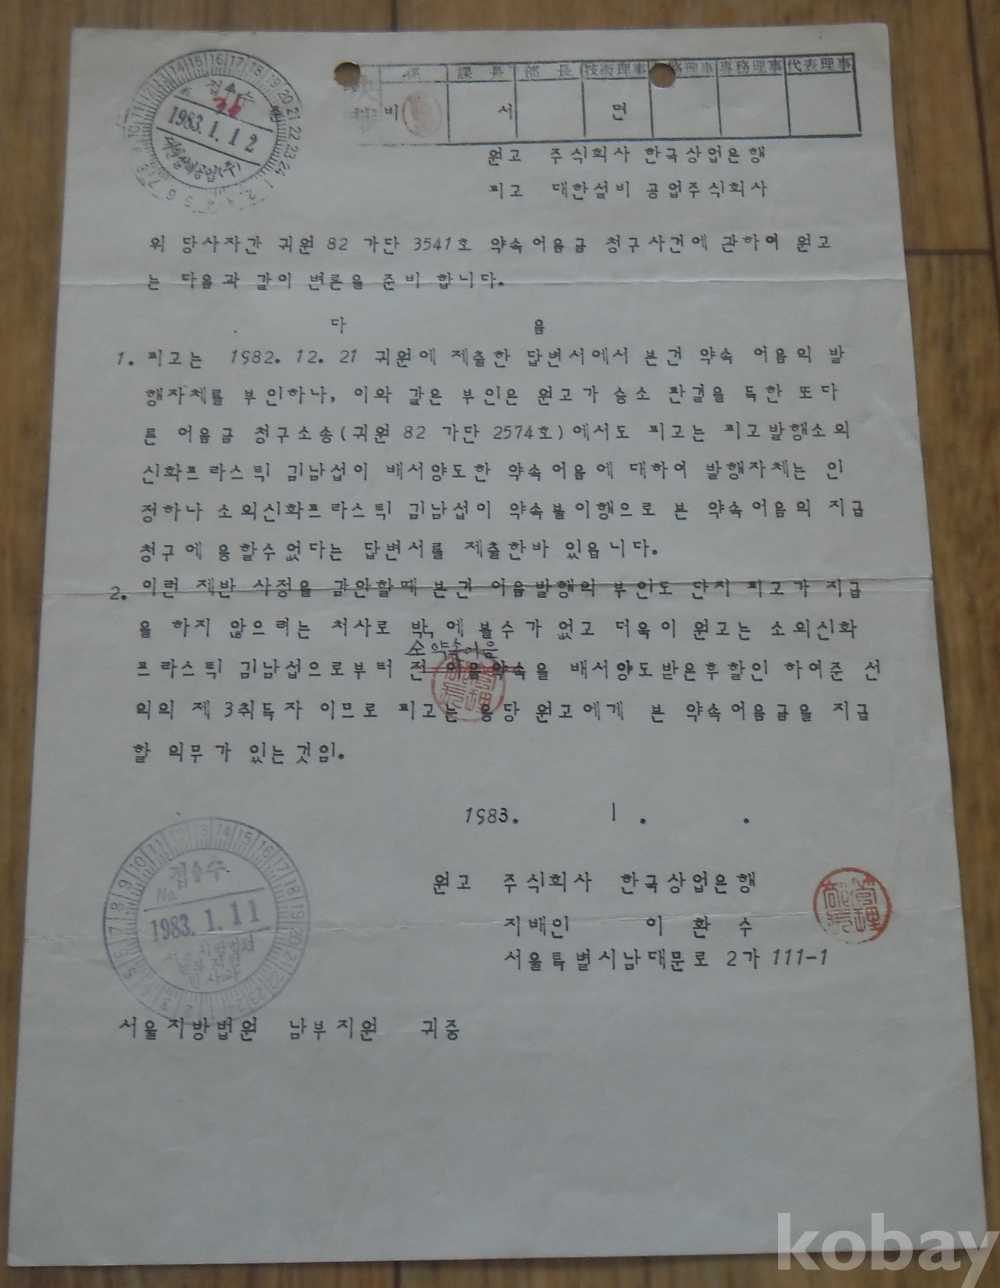 係 課長 部長 技術理事 務理事 専務理事 代表理事
비 서 면
접수
1983. 1. 12
원고 주식회사 한국상업은행
피고 대한설비 공업주식회사
위 당사자간 귀원 82 가단 3541호 약속어음금 청구사건에 관하여 원고
는 다음과 같이 변론을 준비 합니다.
다 음
1. 피고는 1982. 12. 21 귀원에 제출한 답변서에서 본건 약속 어음의 발
행자체를 부인하나, 이와 같은 부인은 원고가 승소 판결을 득한 또다
른 어음금 청구소송(귀원 82 가단 2574호)에서도 피고는 피고발행소외
신화프라스틱 김남섭이 배서양도한 약속어음에 대하여 발행자체는 인
정하나 소외신화프라스틱 김남섭이 약속불이행으로 본 약속어음의 지급
청구에 응할수없다는 답변서를 제출한바 있읍니다.
2. 이런 제반 사정을 감안할때 본건 어음발행의 부인도 단지 피고가 지급
을 하지 않으려는 처사로 밖에 볼수가 없고 더욱이 원고는 소외신화
약속어음
프라스틱 김남섭으로부터 전 어음약속을 배서양도받은후할인 하여준 선
의의 제 3취득자 이므로 피고는 응당 원고에게 본 약속어음금을 지급
할 의무가 있는것임.
1983. 1 . .
접수
No.
1983. 1. 11
원고 주식회사 한국상업은행
지배인 이 환 수
서울특별시남대문로 2가 111-1
서울지방법원 남부지원 귀중
kobay